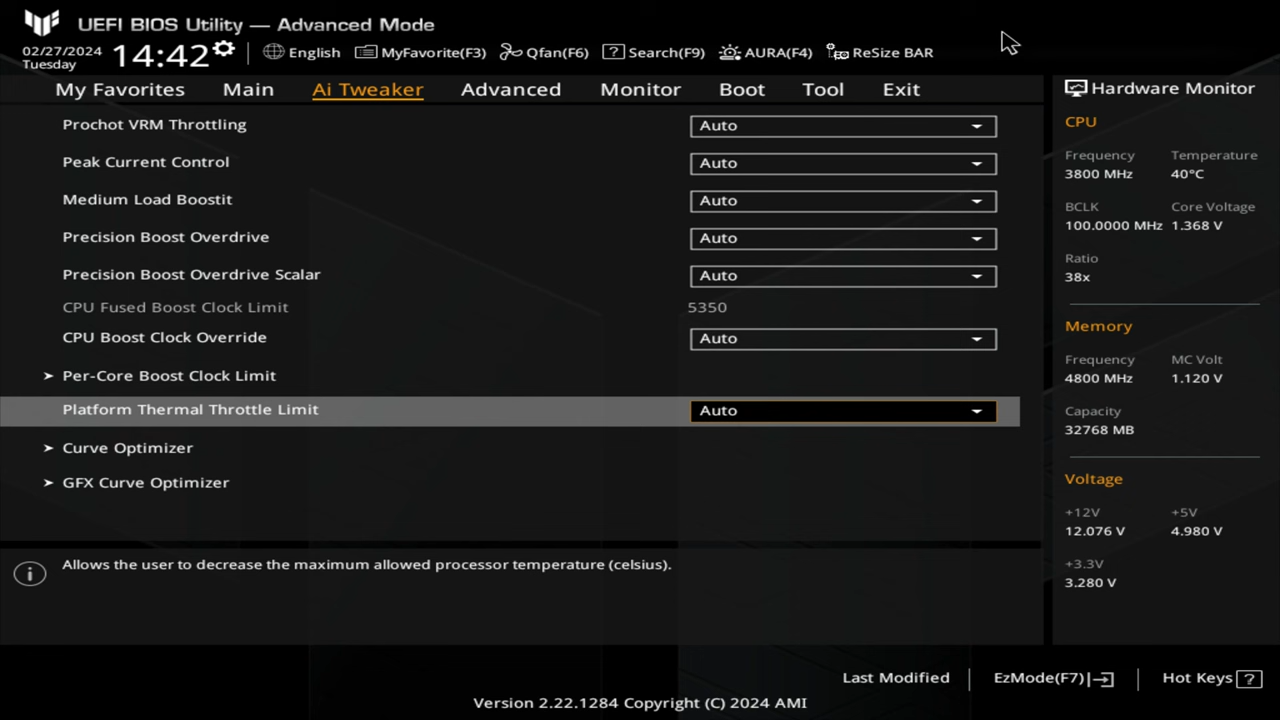 UEFI BIOS Utility — Advanced Mode
02/27/2024
Tuesday
14:42
English
MyFavorite(F3)
Qfan(F6)
? Search(F9)
AURA(F4)
ReSize BAR
My Favorites
Main
Ai Tweaker
Advanced
Monitor
Boot
Tool
Exit
Prochot VRM Throttling Auto
Peak Current Control Auto
Medium Load Boostit Auto
Precision Boost Overdrive Auto
Precision Boost Overdrive Scalar Auto
CPU Fused Boost Clock Limit 5350
CPU Boost Clock Override Auto
Per-Core Boost Clock Limit
Platform Thermal Throttle Limit Auto
Curve Optimizer
GFX Curve Optimizer
i Allows the user to decrease the maximum allowed processor temperature (celsius).
Hardware Monitor
CPU
Frequency Temperature
3800 MHz 40°C
BCLK Core Voltage
100.0000 MHz 1.368 V
Ratio
38x
Memory
Frequency MC Volt
4800 MHz 1.120 V
Capacity
32768 MB
Voltage
+12V +5V
12.076 V 4.980 V
+3.3V
3.280 V
Last Modified
EzMode(F7)
Hot Keys ?
Version 2.22.1284 Copyright (C) 2024 AMI